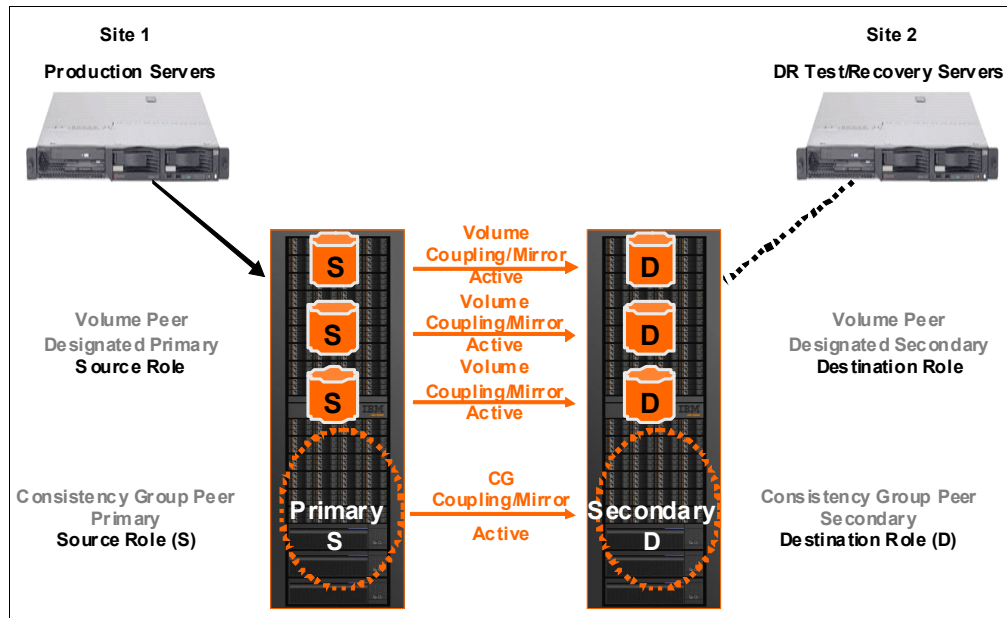 Site 1
Production Servers
Site 2
DR Test/Recovery Servers
Volume
Coupling/Mirror
Active
S
D
Volume
Coupling/Mirror
Active
S
D
Volume
Coupling/Mirror
Active
S
D
Volume Peer
Designated Primary
Source Role
Volume Peer
Designated Secondary
Destination Role
IBM
IBM
Consistency Group Peer
Primary
Source Role (S)
Primary
S
CG
Coupling/Mirror
Active
Secondary
D
Consistency Group Peer
Secondary
Destination Role (D)